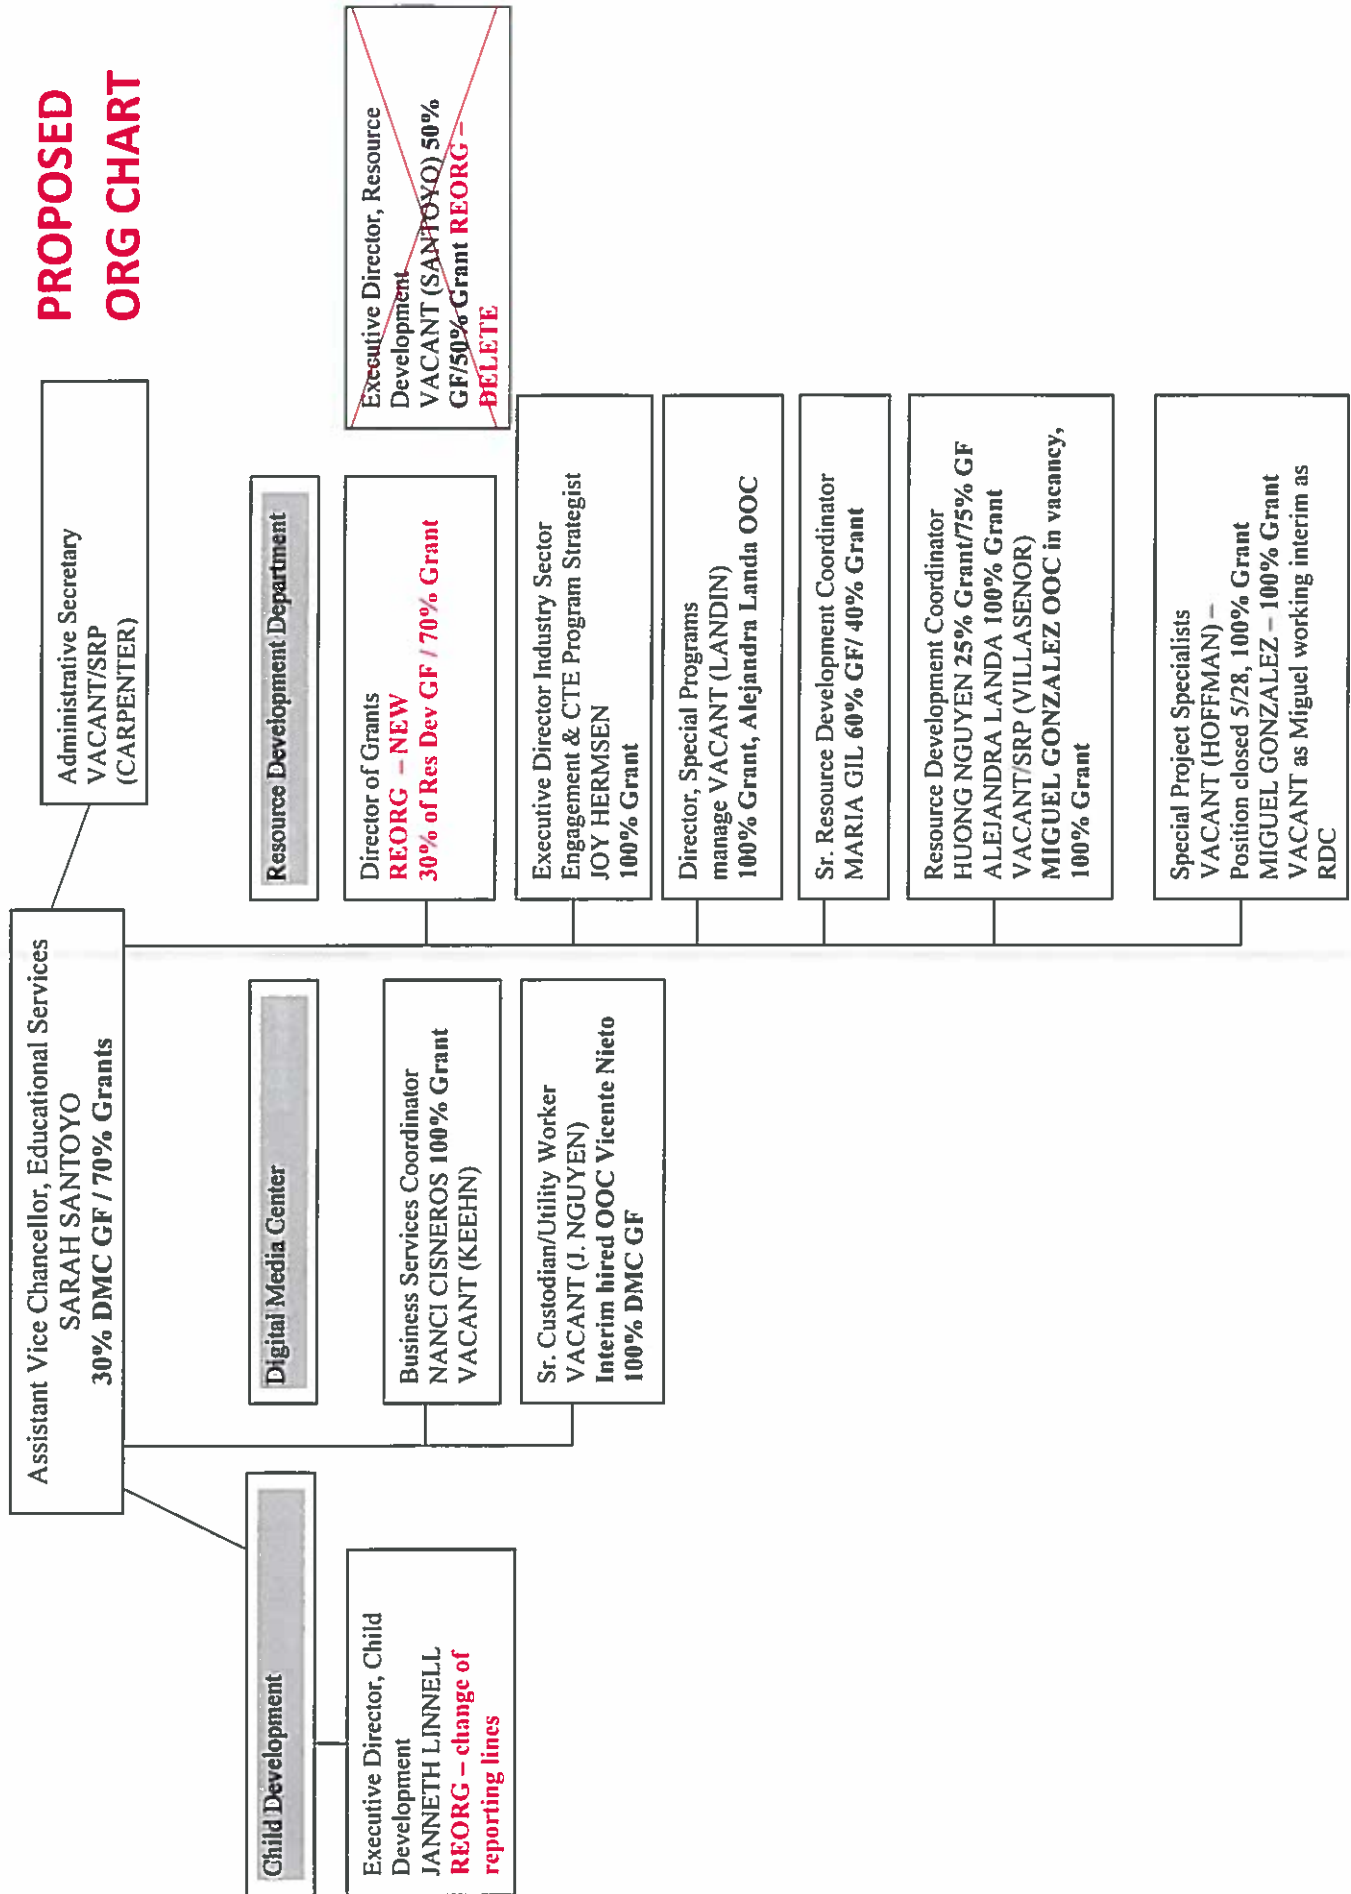 PROPOSED
ORG CHART
Assistant Vice Chancellor, Educational Services
SARAH SANTOYO
30% DMC GF / 70% Grants
Administrative Secretary
VACANT/SRP
(CARPENTER)
Child Development
Executive Director, Child
Development
JANNETH LINNELL
REORG – change of
reporting lines
Digital Media Center
Business Services Coordinator
NANCI CISNEROS 100% Grant
VACANT (KEEHN)
Sr. Custodian/Utility Worker
VACANT (J. NGUYEN)
Interim hired OOC Vicente Nieto
100% DMC GF
Resource Development Department
Director of Grants
REORG – NEW
30% of Res Dev GF / 70% Grant
Executive Director Industry Sector
Engagement & CTE Program Strategist
JOY HERMSEN
100% Grant
Director, Special Programs
manage VACANT (LANDIN)
100% Grant, Alejandra Landa OOC
Sr. Resource Development Coordinator
MARIA GIL 60% GF/ 40% Grant
Resource Development Coordinator
HUONG NGUYEN 25% Grant/75% GF
ALEJANDRA LANDA 100% Grant
VACANT/SRP (VILLASENOR)
MIGUEL GONZALEZ OOC in vacancy,
100% Grant
Special Project Specialists
VACANT (HOFFMAN) –
Position closed 5/28, 100% Grant
MIGUEL GONZALEZ – 100% Grant
VACANT as Miguel working interim as
RDC
Executive Director, Resource
Development
VACANT (SANTOYO) 50%
GF/50% Grant REORG –
DELETE